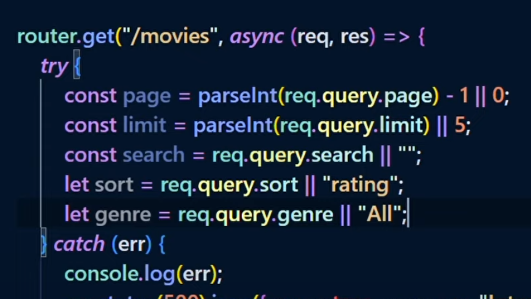 router.get("/movies", async (req, res) => {
try {
const page = parseInt(req.query.page) - 1 || 0;
const limit = parseInt(req.query.limit) || 5;
const search = req.query.search || "";
let sort = req.query.sort || "rating";
let genre = req.query.genre || "All";
} catch (err) {
console.log(err);